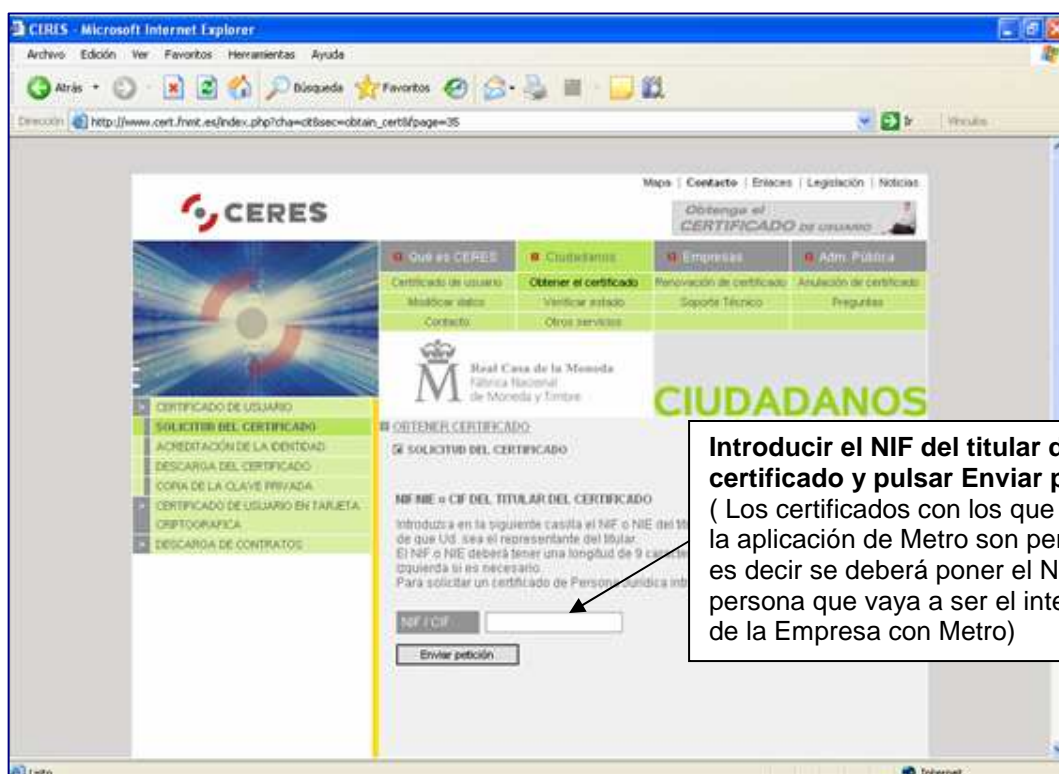 CERES - Microsoft Internet Explorer
Archivo Edición Ver Favoritos Herramientas Ayuda
Atrás Búsqueda Favoritos
Dirección http://www.cert.fnmt.es/index.php?cha=cit&sec=obtain_cert&page=35 Ir Vínculos
Mapa | Contacto | Enlaces | Legislación | Noticias
CERES
Obtenga el
CERTIFICADO DE USUARIO
Qué es CERES Ciudadanos Empresas Adm. Pública
Certificado de usuario Obtener el certificado Renovación de certificado Anulación de certificado
Modificar datos Verificar estado Soporte Técnico Preguntas
Contacto Otros servicios
Real Casa de la Moneda
Fábrica Nacional
de Moneda y Timbre
CIUDADANOS
CERTIFICADO DE USUARIO
SOLICITUD DEL CERTIFICADO
ACREDITACIÓN DE LA IDENTIDAD
DESCARGA DEL CERTIFICADO
COPIA DE LA CLAVE PRIVADA
CERTIFICADO DE USUARIO EN TARJETA
CRIPTOGRAFICA
DESCARGA DE CONTRATOS
OBTENER CERTIFICADO
SOLICITUD DEL CERTIFICADO
NIF NIE o CIF DEL TITULAR DEL CERTIFICADO
Introduzca en la siguiente casilla el NIF o NIE del
de que Ud. sea el representante del titular.
El NIF o NIE deberá tener una longitud de 9
izquierda si es necesario.
Para solicitar un certificado de Persona Jurídica
NIF / CIF
Enviar petición
Introducir el NIF del titular
certificado y pulsar Enviar
( Los certificados con los que
la aplicación de Metro son
es decir se deberá poner el
persona que vaya a ser el
de la Empresa con Metro)
Listo Internet